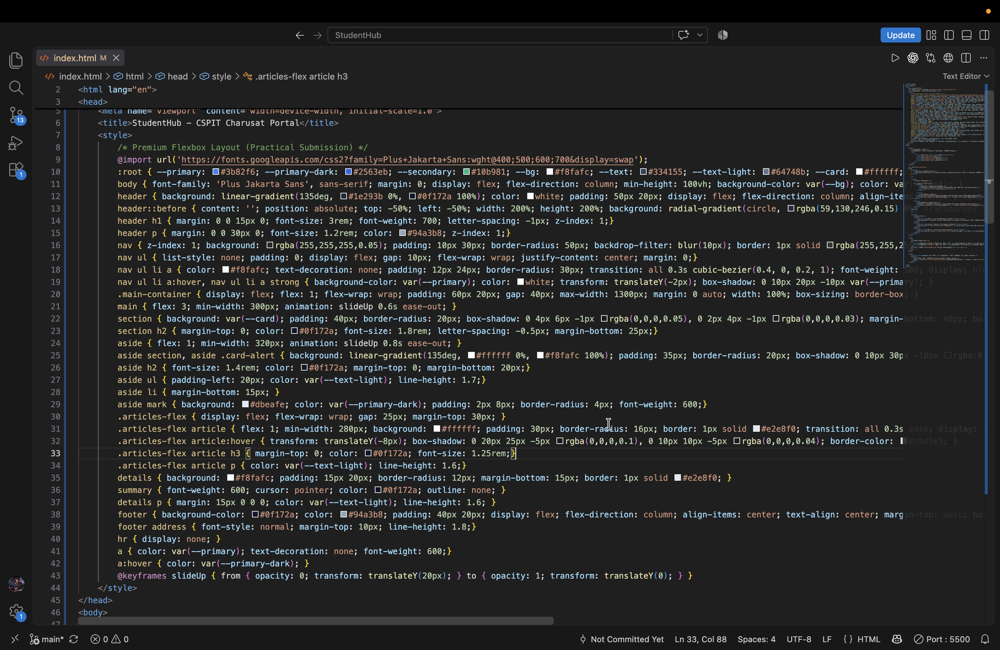 StudentHub
Update
index.html M
index.html > html > head > style > .articles-flex article h3
Text Editor
2 <html lang="en">
3 <head>
5 <meta name="viewport" content="width=device-width, initial-scale=1.0">
6 <title>StudentHub – CSPIT Charusat Portal</title>
7 <style>
8 /* Premium Flexbox Layout (Practical Submission) */
9 @import url('https://fonts.googleapis.com/css2?family=Plus+Jakarta+Sans:wght@400;500;600;700&display=swap');
10 :root { --primary: #3b82f6; --primary-dark: #2563eb; --secondary: #10b981; --bg: #f8fafc; --text: #334155; --text-light: #64748b; --card: #ffffff;
11 body { font-family: 'Plus Jakarta Sans', sans-serif; margin: 0; display: flex; flex-direction: column; min-height: 100vh; background-color: var(--bg); color: var(--text); }
12 header { background: linear-gradient(135deg, #1e293b 0%, #0f172a 100%); color: white; padding: 50px 20px; display: flex; flex-direction: column; align-items:
13 header::before { content: ''; position: absolute; top: -50%; left: -50%; width: 200%; height: 200%; background: radial-gradient(circle, rgba(59,130,246,0.15) 0%, transparent
14 header h1 { margin: 0 0 15px 0; font-size: 3rem; font-weight: 700; letter-spacing: -1px; z-index: 1;}
15 header p { margin: 0 0 30px 0; font-size: 1.2rem; color: #94a3b8; z-index: 1;}
16 nav { z-index: 1; background: rgba(255,255,255,0.05); padding: 10px 30px; border-radius: 50px; backdrop-filter: blur(10px); border: 1px solid rgba(255,255,2
17 nav ul { list-style: none; padding: 0; display: flex; gap: 10px; flex-wrap: wrap; justify-content: center; margin: 0;}
18 nav ul li a { color: #f8fafc; text-decoration: none; padding: 12px 24px; border-radius: 30px; transition: all 0.3s cubic-bezier(0.4, 0, 0.2, 1); font-weight: 500; display: bl
19 nav ul li a:hover, nav ul li a strong { background-color: var(--primary); color: white; transform: translateY(-2px); box-shadow: 0 10px 20px -10px var(--primary); }
20 .main-container { display: flex; flex: 1; flex-wrap: wrap; padding: 60px 20px; gap: 40px; max-width: 1300px; margin: 0 auto; width: 100%; box-sizing: border-box; }
21 main { flex: 3; min-width: 300px; animation: slideUp 0.6s ease-out; }
22 section { background: var(--card); padding: 40px; border-radius: 20px; box-shadow: 0 4px 6px -1px rgba(0,0,0,0.05), 0 2px 4px -1px rgba(0,0,0,0.03); margin-bottom: 40px; bo
23 section h2 { margin-top: 0; color: #0f172a; font-size: 1.8rem; letter-spacing: -0.5px; margin-bottom: 25px;}
24 aside { flex: 1; min-width: 320px; animation: slideUp 0.8s ease-out; }
25 aside section, aside .card-alert { background: linear-gradient(135deg, #ffffff 0%, #f8fafc 100%); padding: 35px; border-radius: 20px; box-shadow: 0 10px 30px -10px rgba(0,
26 aside h2 { font-size: 1.4rem; color: #0f172a; margin-top: 0; margin-bottom: 20px;}
27 aside ul { padding-left: 20px; color: var(--text-light); line-height: 1.7;}
28 aside li { margin-bottom: 15px; }
29 aside mark { background: #dbeafe; color: var(--primary-dark); padding: 2px 8px; border-radius: 4px; font-weight: 600;}
30 .articles-flex { display: flex; flex-wrap: wrap; gap: 25px; margin-top: 30px; }
31 .articles-flex article { flex: 1; min-width: 280px; background: #ffffff; padding: 30px; border-radius: 16px; border: 1px solid #e2e8f0; transition: all 0.3s ease; display:
32 .articles-flex article:hover { transform: translateY(-8px); box-shadow: 0 20px 25px -5px rgba(0,0,0,0.1), 0 10px 10px -5px rgba(0,0,0,0.04); border-color: #cbd5e1; }
33 .articles-flex article h3 { margin-top: 0; color: #0f172a; font-size: 1.25rem;}
34 .articles-flex article p { color: var(--text-light); line-height: 1.6;}
35 details { background: #f8fafc; padding: 15px 20px; border-radius: 12px; margin-bottom: 15px; border: 1px solid #e2e8f0; }
36 summary { font-weight: 600; cursor: pointer; color: #0f172a; outline: none; }
37 details p { margin: 15px 0 0 0; color: var(--text-light); line-height: 1.6; }
38 footer { background-color: #0f172a; color: #94a3b8; padding: 40px 20px; display: flex; flex-direction: column; align-items: center; text-align: center; margin-top: auto; bo
39 footer address { font-style: normal; margin-top: 10px; line-height: 1.8;}
40 hr { display: none; }
41 a { color: var(--primary); text-decoration: none; font-weight: 600;}
42 a:hover { color: var(--primary-dark); }
43 @keyframes slideUp { from { opacity: 0; transform: translateY(20px); } to { opacity: 1; transform: translateY(0); } }
44 </style>
45 </head>
46 <body>
47
13
1
1
main* 0 0
Not Committed Yet Ln 33, Col 88 Spaces: 4 UTF-8 LF { } HTML Port : 5500